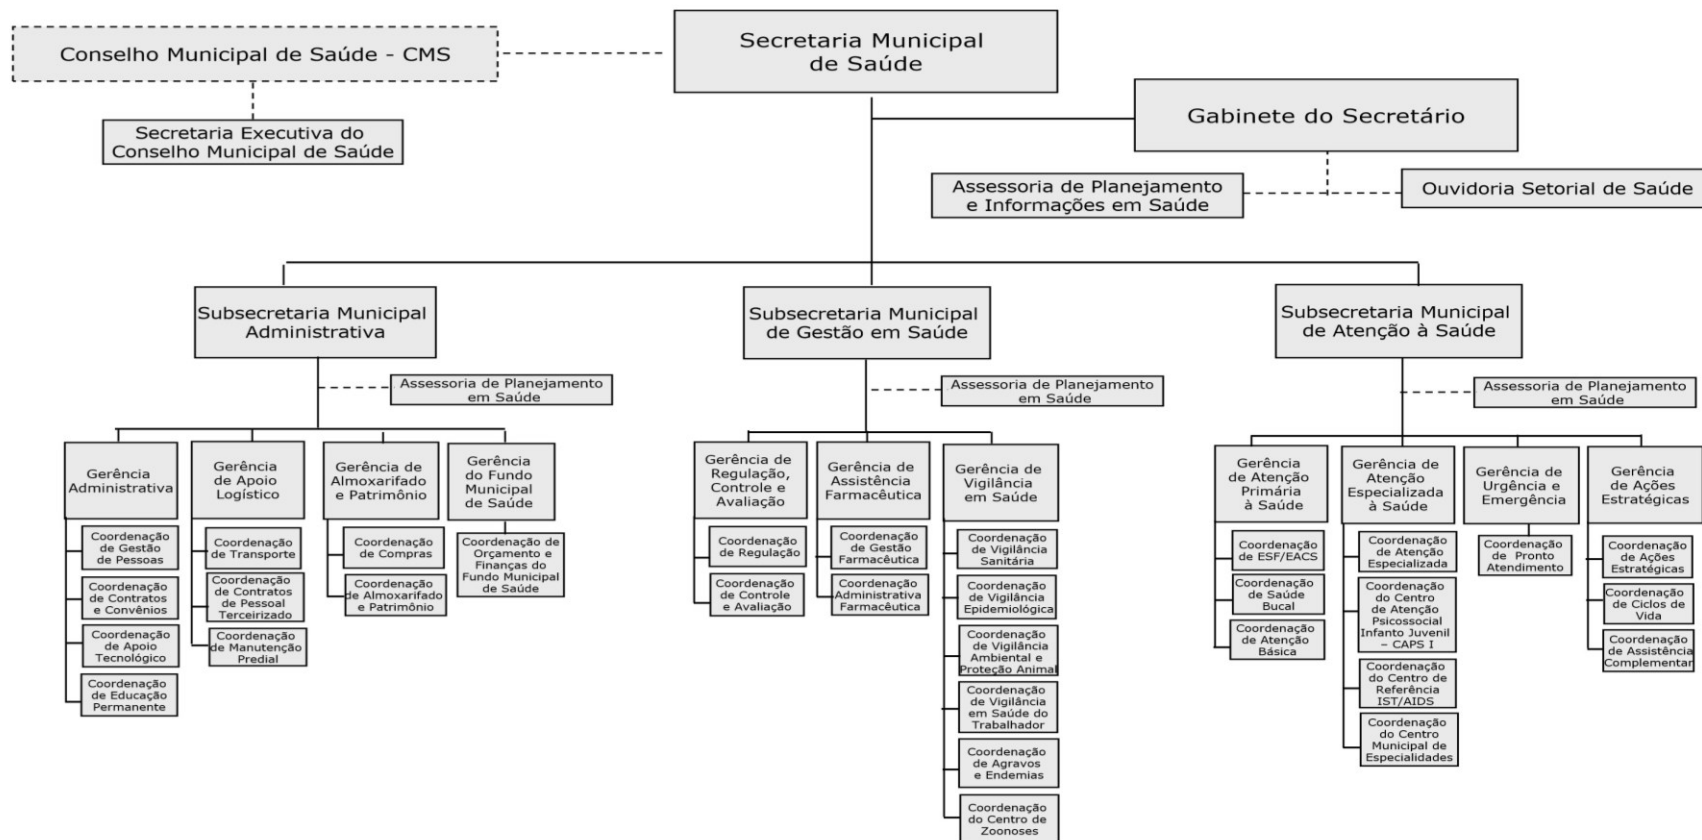 Conselho Municipal de Saúde - CMS
Secretaria Municipal
de Saúde
Secretaria Executiva do
Conselho Municipal de Saúde
Gabinete do Secretário
Assessoria de Planejamento
e Informações em Saúde
Ouvidoria Setorial de Saúde
Subsecretaria Municipal
Administrativa
Subsecretaria Municipal
de Gestão em Saúde
Subsecretaria Municipal
de Atenção à Saúde
Assessoria de Planejamento
em Saúde
Assessoria de Planejamento
em Saúde
Assessoria de Planejamento
em Saúde
Gerência
Administrativa
Coordenação
de Gestão
de Pessoas
Coordenação
de Contratos
e Convênios
Coordenação
de Apoio
Tecnológico
Coordenação
de Educação
Permanente
Gerência
de Apoio
Logístico
Coordenação
de Transporte
Coordenação
de Contratos
de Pessoal
Terceirizado
Coordenação
de Manutenção
Predial
Gerência de
Almoxarifado
e Patrimônio
Coordenação
de Compras
Coordenação
de Almoxarifado
e Patrimônio
Gerência
do Fundo
Municipal
de Saúde
Coordenação de
Orçamento e
Finanças do
Fundo Municipal
de Saúde
Gerência de
Regulação,
Controle e
Avaliação
Coordenação
de Regulação
Coordenação
de Controle
e Avaliação
Gerência de
Assistência
Farmacêutica
Coordenação
de Gestão
Farmacêutica
Coordenação
Administrativa
Farmacêutica
Gerência de
Vigilância
em Saúde
Coordenação
de Vigilância
Sanitária
Coordenação
de Vigilância
Epidemiológica
Coordenação
de Vigilância
Ambiental e
Proteção Animal
Coordenação
de Vigilância
em Saúde do
Trabalhador
Coordenação
de Agravos
e Endemias
Coordenação
do Centro de
Zoonoses
Gerência
de Atenção
Primária
à Saúde
Coordenação
de ESF/EACS
Coordenação
de Saúde
Bucal
Coordenação
de Atenção
Básica
Gerência de
Atenção
Especializada
à Saúde
Coordenação
de Atenção
Especializada
Coordenação
do Centro
de Atenção
Psicossocial
Infanto Juvenil
– CAPS I
Coordenação
do Centro de
Referência
IST/AIDS
Coordenação
do Centro
Municipal de
Especialidades
Gerência de
Urgência e
Emergência
Coordenação
de Pronto
Atendimento
Gerência
de Ações
Estratégicas
Coordenação
de Ações
Estratégicas
Coordenação
de Ciclos de
Vida
Coordenação
de Assistência
Complementar